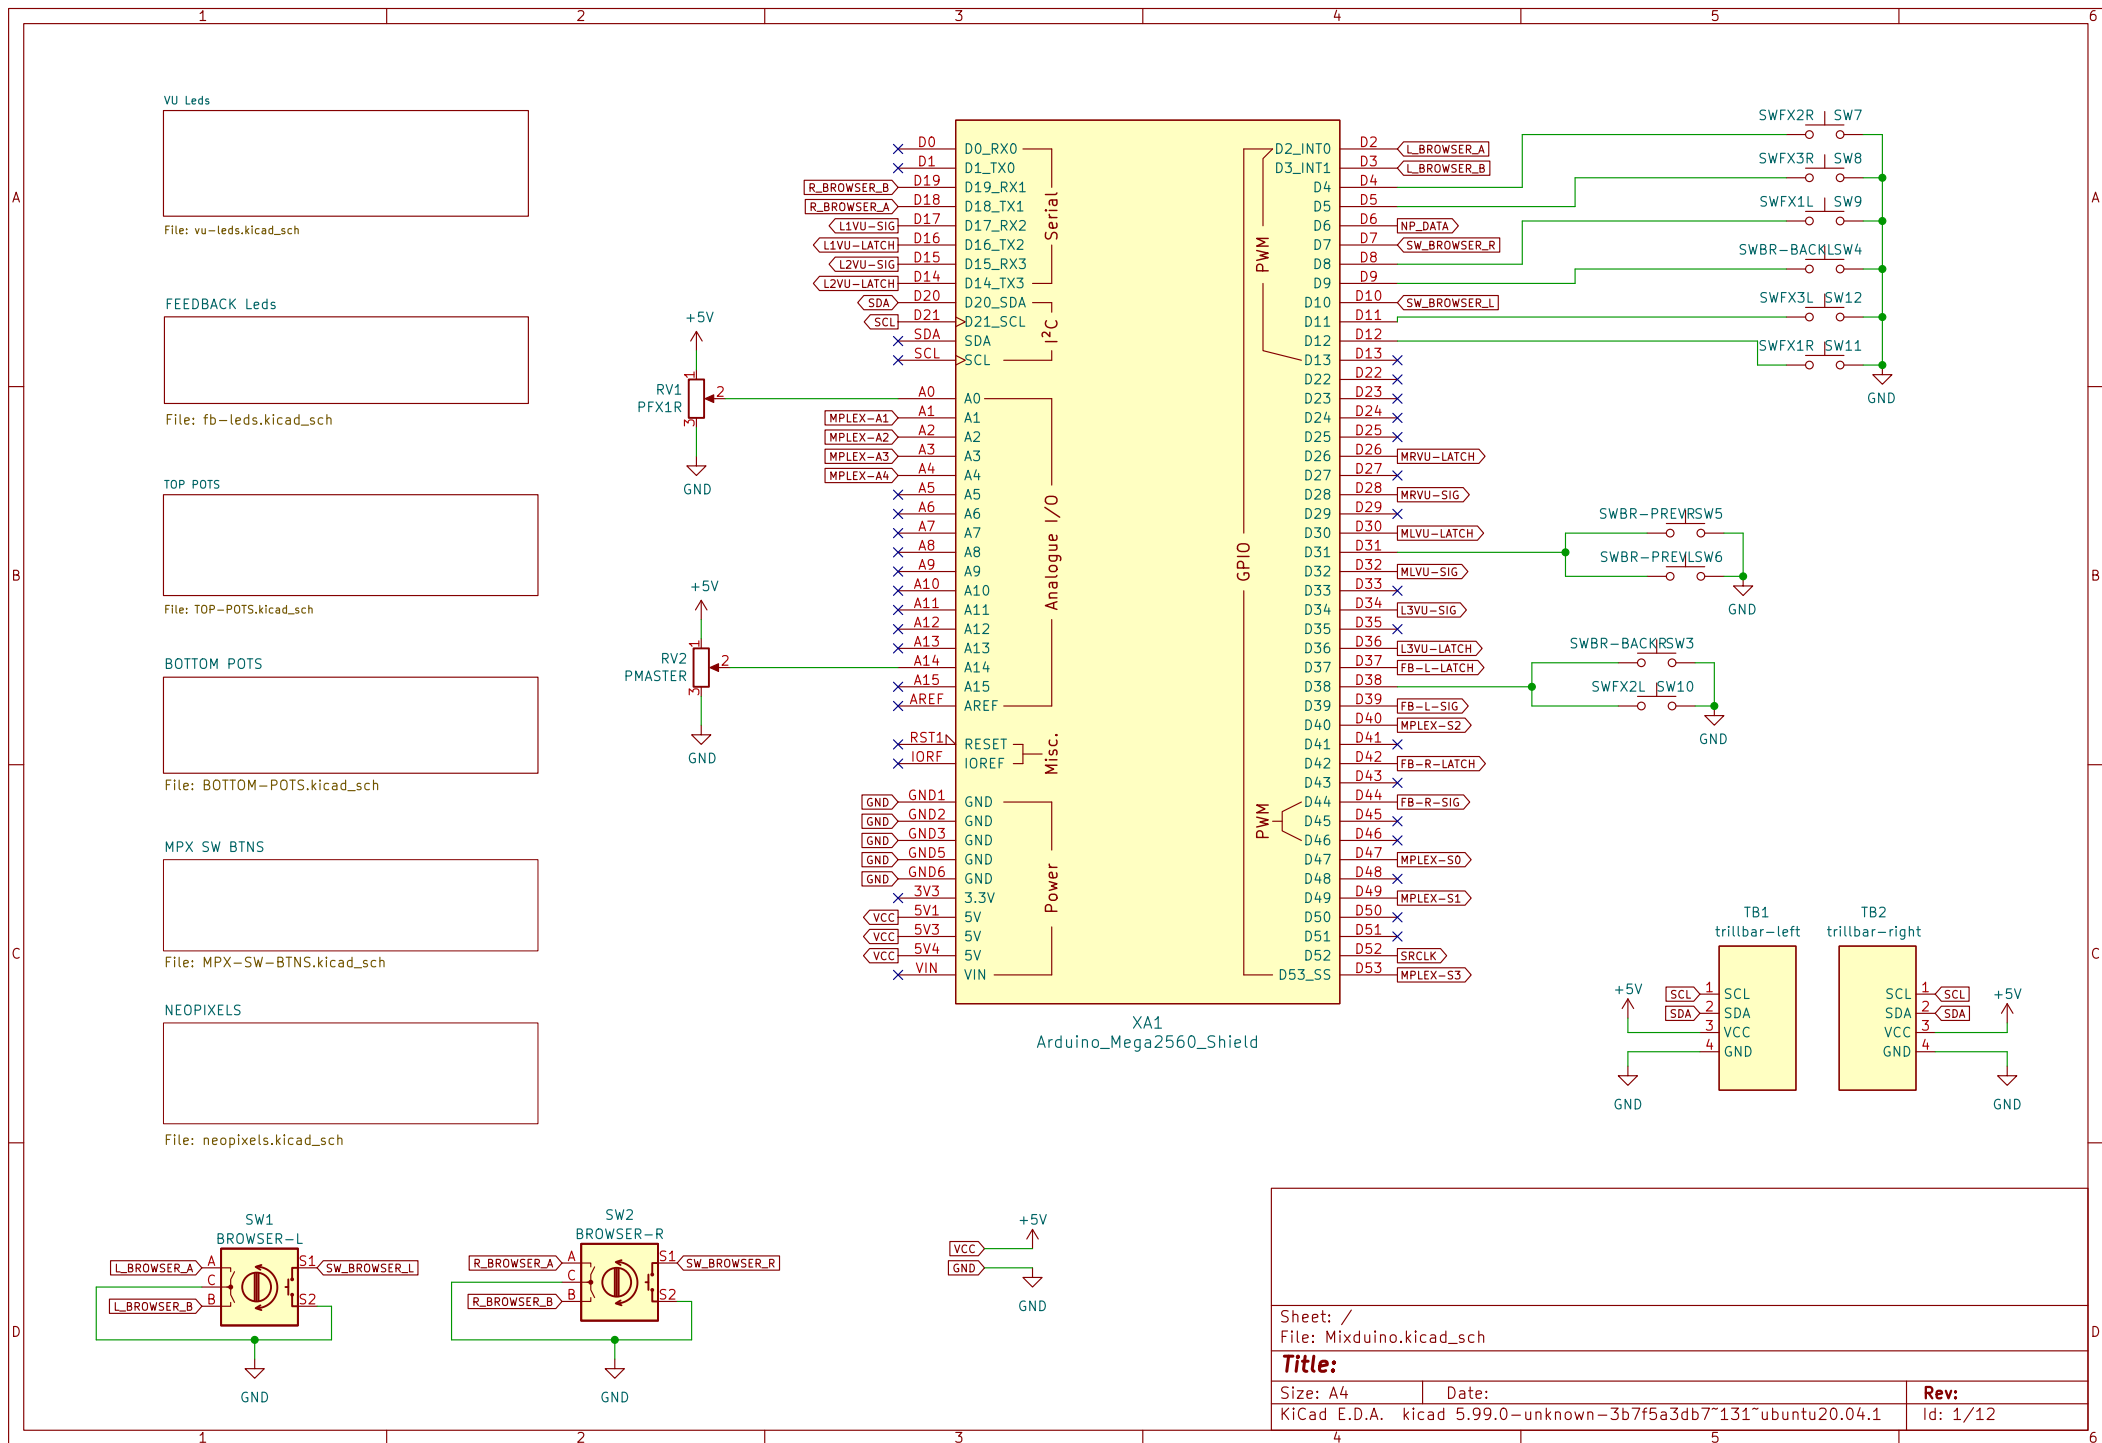 1 2 3 4 5 6
A
B
C
D
VU Leds
File: vu-leds.kicad_sch
FEEDBACK Leds
File: fb-leds.kicad_sch
TOP POTS
File: TOP-POTS.kicad_sch
BOTTOM POTS
File: BOTTOM-POTS.kicad_sch
MPX SW BTNS
File: MPX-SW-BTNS.kicad_sch
NEOPIXELS
File: neopixels.kicad_sch
+5V
RV1
PFX1R
1
2
3
GND
+5V
RV2
PMASTER
1
2
3
GND
D0 D0_RX0
D1 D1_TX0
R_BROWSER_B D19 D19_RX1
R_BROWSER_A D18 D18_TX1
L1VU-SIG D17 D17_RX2
L1VU-LATCH D16 D16_TX2
L2VU-SIG D15 D15_RX3
L2VU-LATCH D14 D14_TX3
SDA D20 D20_SDA
SCL D21 D21_SCL
SDA SDA
SCL SCL
A0 A0
MPLEX-A1 A1 A1
MPLEX-A2 A2 A2
MPLEX-A3 A3 A3
MPLEX-A4 A4 A4
A5 A5
A6 A6
A7 A7
A8 A8
A9 A9
A10 A10
A11 A11
A12 A12
A13 A13
A14 A14
A15 A15
AREF AREF
RST1 RESET
IORF IOREF
GND GND1 GND
GND GND2 GND
GND GND3 GND
GND GND5 GND
GND GND6 GND
3V3 3.3V
VCC 5V1 5V
VCC 5V3 5V
VCC 5V4 5V
VIN VIN
Serial
I²C
Analogue I/O
Misc.
Power
PWM
GPIO
PWM
D2_INT0 D2 L_BROWSER_A
D3_INT1 D3 L_BROWSER_B
D4 D4
D5 D5
D6 D6 NP_DATA
D7 D7 SW_BROWSER_R
D8 D8
D9 D9
D10 D10 SW_BROWSER_L
D11 D11
D12 D12
D13 D13
D22 D22
D23 D23
D24 D24
D25 D25
D26 D26 MRVU-LATCH
D27 D27
D28 D28 MRVU-SIG
D29 D29
D30 D30 MLVU-LATCH
D31 D31
D32 D32 MLVU-SIG
D33 D33
D34 D34 L3VU-SIG
D35 D35
D36 D36 L3VU-LATCH
D37 D37 FB-L-LATCH
D38 D38
D39 D39 FB-L-SIG
D40 D40 MPLEX-S2
D41 D41
D42 D42 FB-R-LATCH
D43 D43
D44 D44 FB-R-SIG
D45 D45
D46 D46
D47 D47 MPLEX-S0
D48 D48
D49 D49 MPLEX-S1
D50 D50
D51 D51
D52 D52 SRCLK
D53_SS D53 MPLEX-S3
XA1
Arduino_Mega2560_Shield
SWFX2R SW7
SWFX3R SW8
SWFX1L SW9
SWBR-BACKLSW4
SWFX3L SW12
SWFX1R SW11
GND
SWBR-PREVRSW5
SWBR-PREVLSW6
GND
SWBR-BACKRSW3
SWFX2L SW10
GND
TB1
trillbar-left
+5V
SCL 1 SCL
SDA 2 SDA
3 VCC
4 GND
GND
TB2
trillbar-right
SCL 1 SCL
SDA 2 SDA
VCC 3
GND 4
+5V
GND
SW1
BROWSER-L
L_BROWSER_A A S1 SW_BROWSER_L
C
L_BROWSER_B B S2
GND
SW2
BROWSER-R
R_BROWSER_A A S1 SW_BROWSER_R
C
R_BROWSER_B B S2
GND
+5V
VCC
GND
GND
Sheet: /
File: Mixduino.kicad_sch
Title:
Size: A4 Date: Rev:
KiCad E.D.A. kicad 5.99.0-unknown-3b7f5a3db7~131~ubuntu20.04.1 Id: 1/12
A
B
C
D
1 2 3 4 5 6